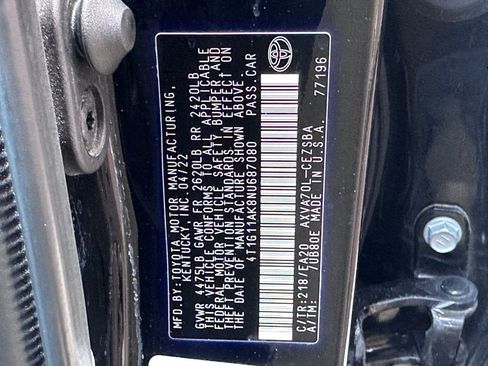 MFD.BY:TOYOTA MOTOR MANUFACTURING,
KENTUCKY, INC. 04/22
GVWR 4475LB GAWR FR 2620LB RR 2420LB
THIS VEHICLE CONFORMS TO ALL APPLICABLE
FEDERAL MOTOR VEHICLE SAFETY, BUMPER AND
THEFT PREVENTION STANDARDS IN EFFECT ON
THE DATE OF MANUFACTURE SHOWN ABOVE.
4T1G11AK8NU687080 PASS.CAR
C/TR:218/EA20 AXVA70L-CEZSBA
A/TM: /UB80E MADE IN U.S.A. 77196